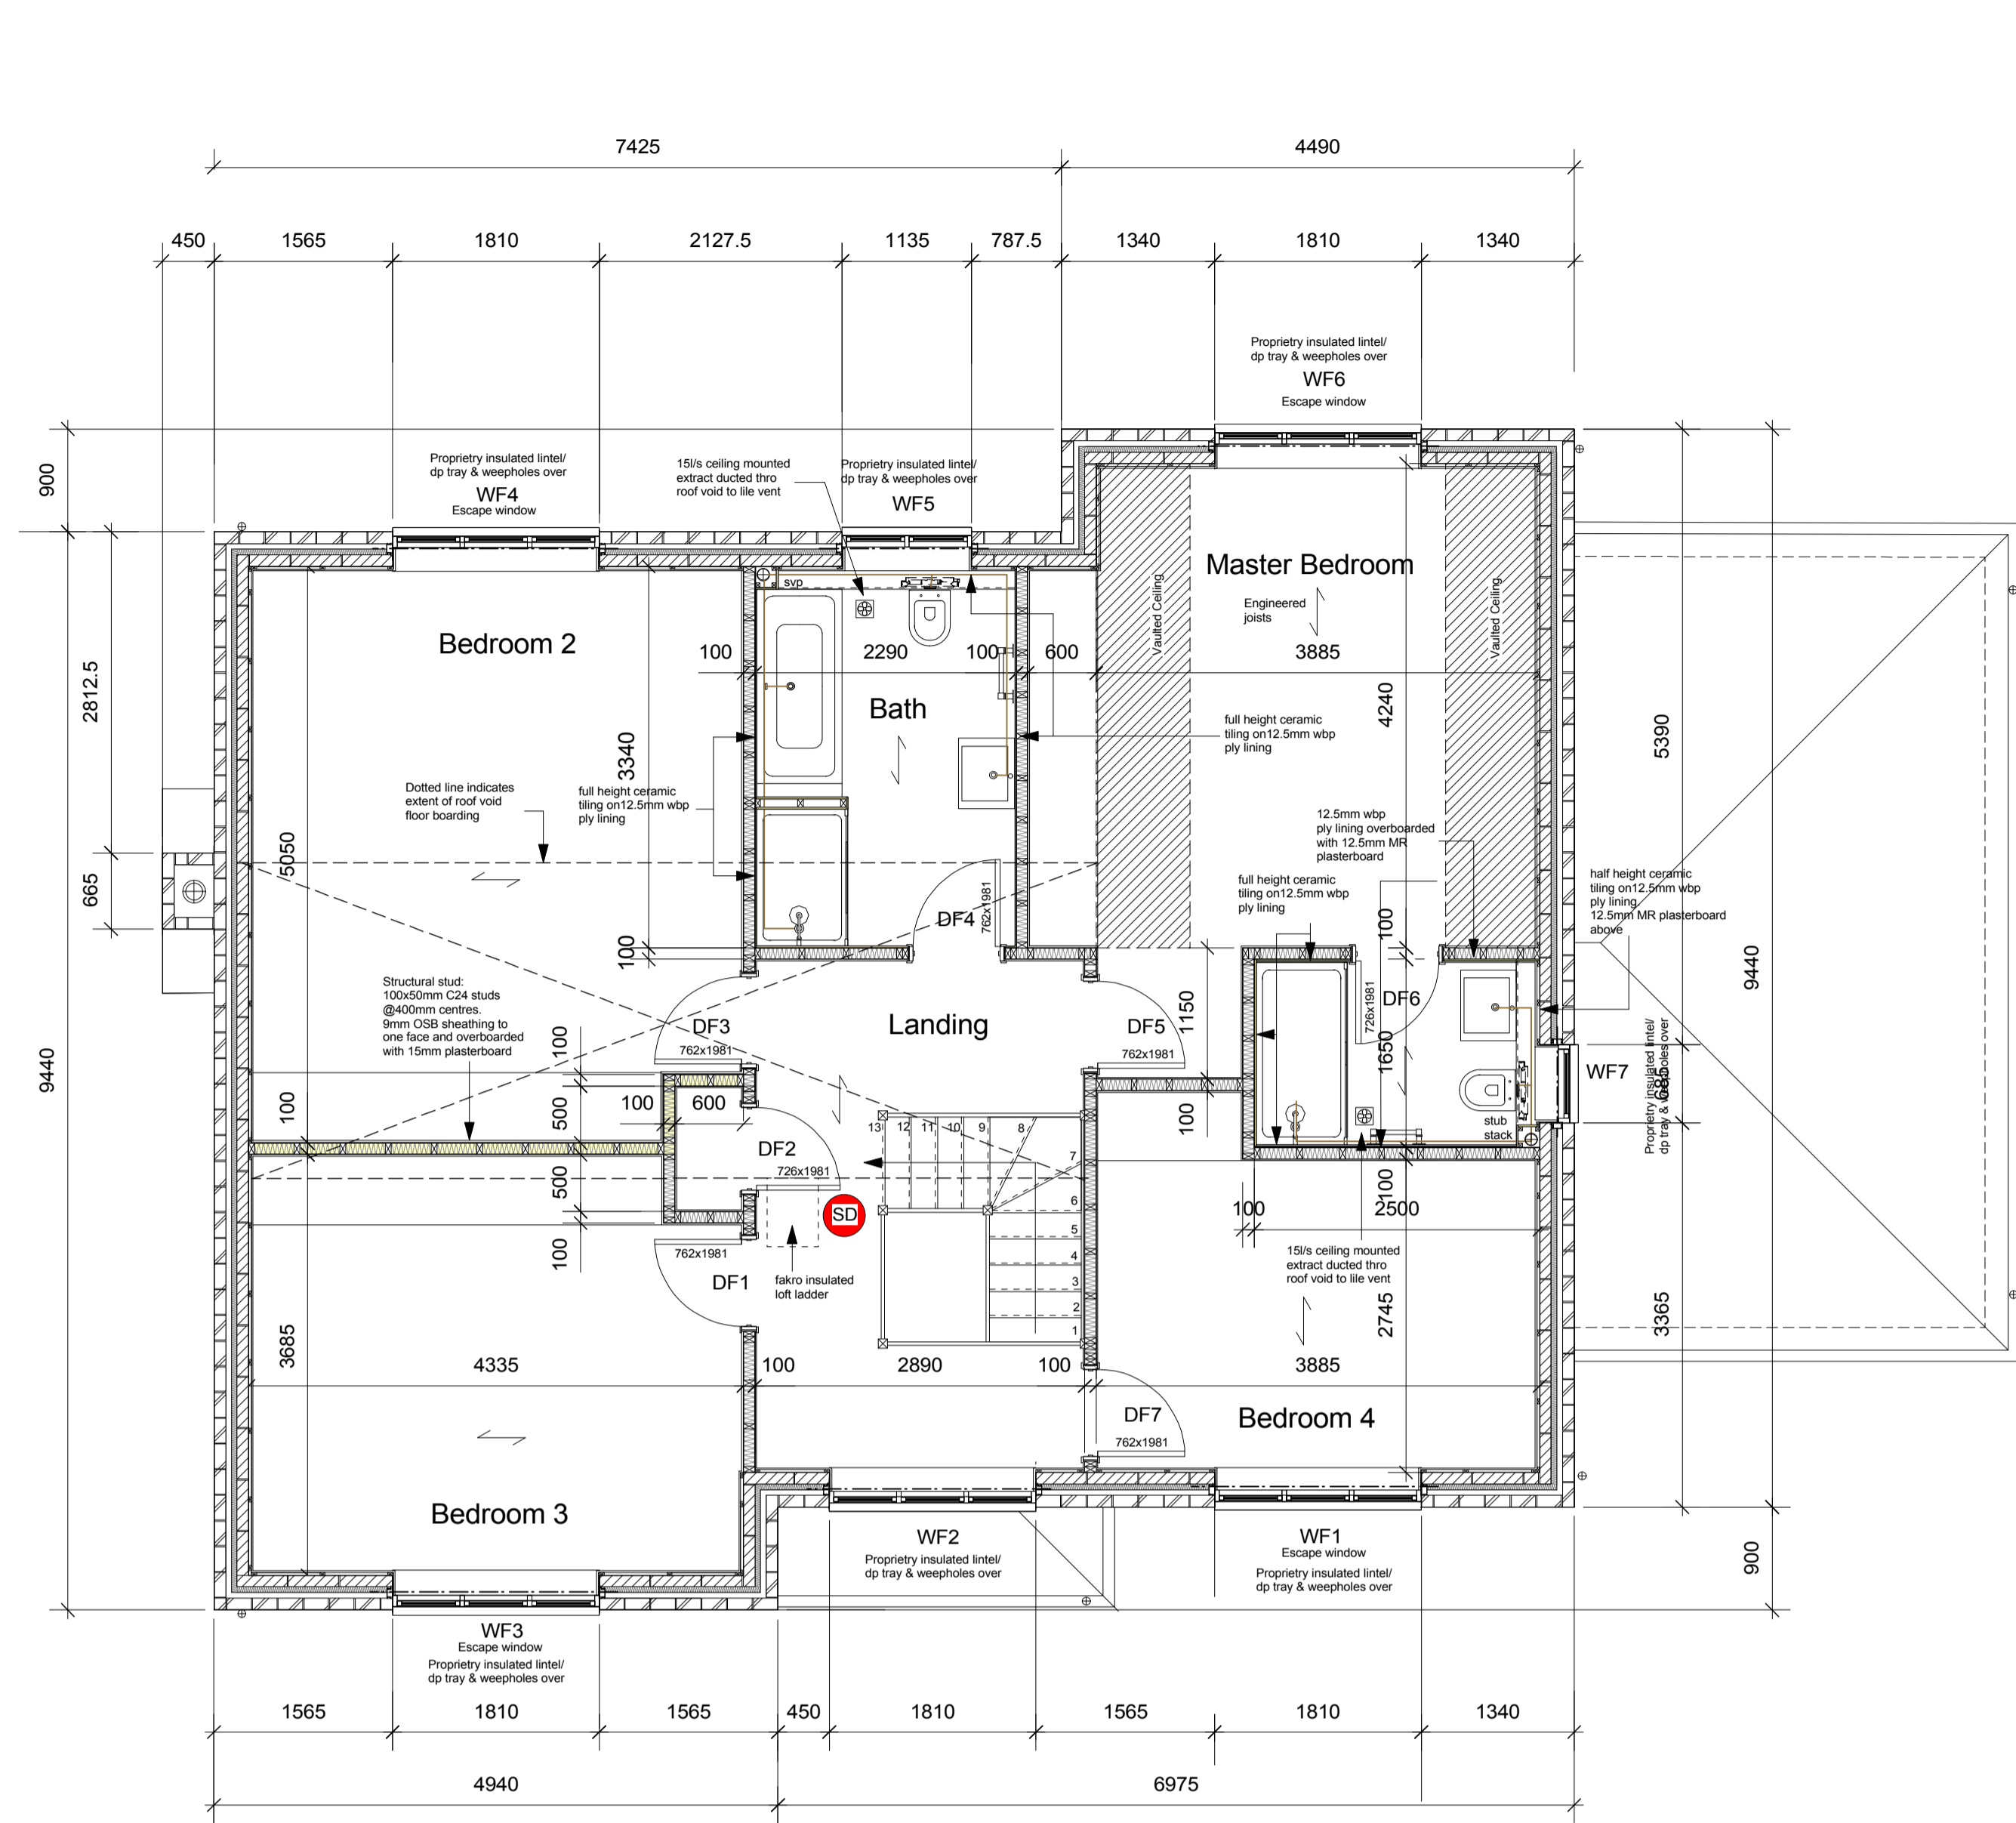 7425
4490
450
1565
1810
2127.5
1135
787.5
1340
1810
1340
Proprietry insulated lintel/
dp tray & weepholes over
WF6
Escape window
Proprietry insulated lintel/
dp tray & weepholes over
WF4
Escape window
15l/s ceiling mounted
extract ducted thro
roof void to lile vent
Proprietry insulated lintel/
dp tray & weepholes over
WF5
900
svp
Master Bedroom
Vaulted Ceiling
Engineered
joists
Vaulted Ceiling
Bedroom 2
100
2290
100
600
3885
2812.5
Bath
4240
5390
full height ceramic
tiling on12.5mm wbp
ply lining
3340
Dotted line indicates
extent of roof void
floor boarding
full height ceramic
tiling on12.5mm wbp
ply lining
5050
12.5mm wbp
ply lining overboarded
with 12.5mm MR
plasterboard
665
full height ceramic
tiling on12.5mm wbp
ply lining
half height ceramic
tiling on12.5mm wbp
ply lining.
12.5mm MR plasterboard
above
DF4
762x1981
100
100
9440
Structural stud:
100x50mm C24 studs
@400mm centres.
9mm OSB sheathing to
one face and overboarded
with 15mm plasterboard
DF3
762x1981
Landing
DF5
762x1981
1150
726x1981
DF6
1650
9440
100
WF7
685
Proprietry insulated lintel/
dp tray & weepholes over
100
500
100
600
100
stub
stack
DF2
726x1981
13
12
11
10
9
8
7
6
5
4
3
2
1
500
SD
100
100
2500
100
762x1981
DF1
fakro insulated
loft ladder
15l/s ceiling mounted
extract ducted thro
roof void to lile vent
3685
2745
3365
4335
100
2890
100
3885
DF7
762x1981
Bedroom 4
Bedroom 3
WF2
Proprietry insulated lintel/
dp tray & weepholes over
WF1
Escape window
Proprietry insulated lintel/
dp tray & weepholes over
900
WF3
Escape window
Proprietry insulated lintel/
dp tray & weepholes over
1565
1810
1565
450
1810
1565
1810
1340
4940
6975